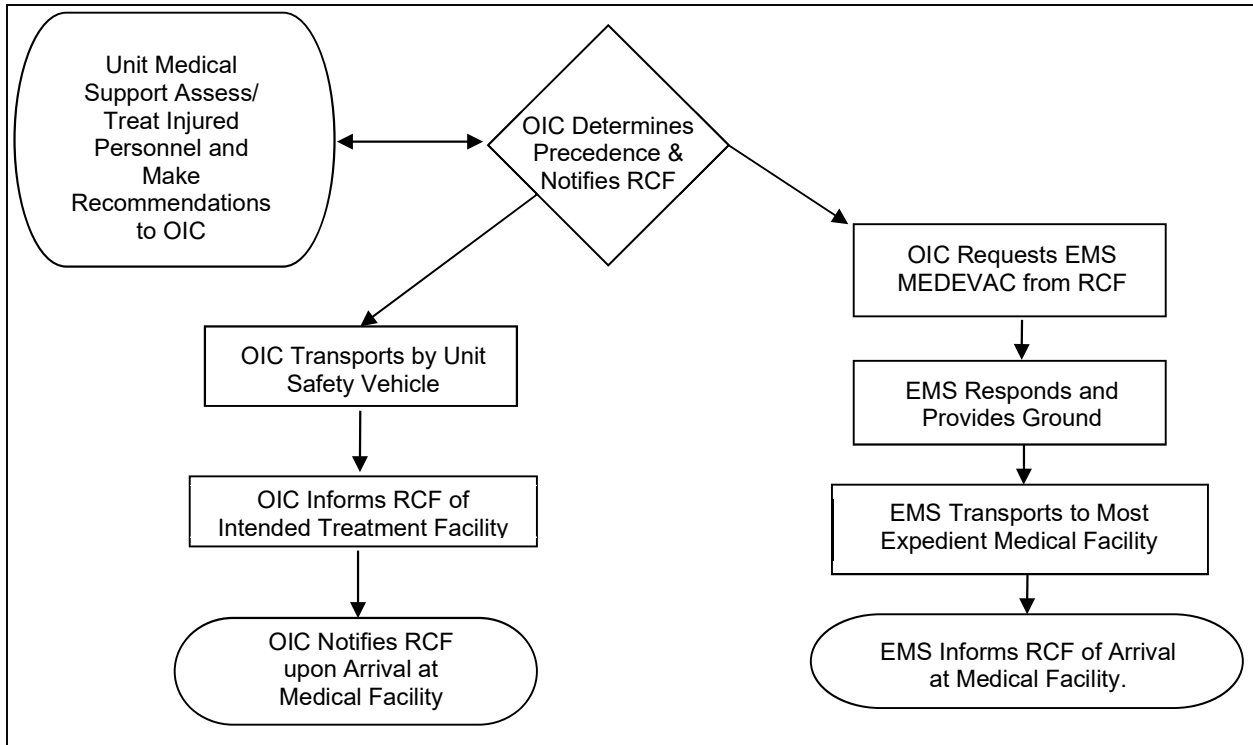 Unit Medical
Support Assess/
Treat Injured
Personnel and
Make
Recommendations
to OIC
OIC Determines
Precedence &
Notifies RCF
OIC Transports by Unit
Safety Vehicle
OIC Informs RCF of
Intended Treatment Facility
OIC Notifies RCF
upon Arrival at
Medical Facility
OIC Requests EMS
MEDEVAC from RCF
EMS Responds and
Provides Ground
EMS Transports to Most
Expedient Medical Facility
EMS Informs RCF of Arrival
at Medical Facility.